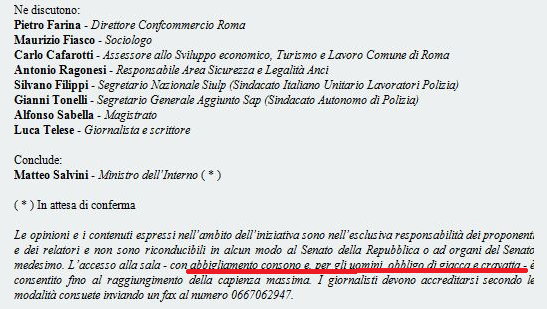 Ne discutono:
Pietro Farina - Direttore Confcommercio Roma
Maurizio Fiasco - Sociologo
Carlo Cafarotti - Assessore allo Sviluppo economico, Turismo e Lavoro Comune di Roma
Antonio Ragonesi - Responsabile Area Sicurezza e Legalità Anci
Silvano Filippi - Segretario Nazionale Siulp (Sindacato Italiano Unitario Lavoratori Polizia)
Gianni Tonelli - Segretario Generale Aggiunto Sap (Sindacato Autonomo di Polizia)
Alfonso Sabella - Magistrato
Luca Telese - Giornalista e scrittore
Conclude:
Matteo Salvini - Ministro dell'Interno ( * )
( * ) In attesa di conferma
Le opinioni e i contenuti espressi nell'ambito dell'iniziativa sono nell'esclusiva responsabilità dei proponenti
e dei relatori e non sono riconducibili in alcun modo al Senato della Repubblica o ad organi del Senato
medesimo. L'accesso alla sala - con abbigliamento consono e, per gli uomini, obbligo di giacca e cravatta - è
consentito fino al raggiungimento della capienza massima. I giornalisti devono accreditarsi secondo le
modalità consuete inviando un fax al numero 0667062947.